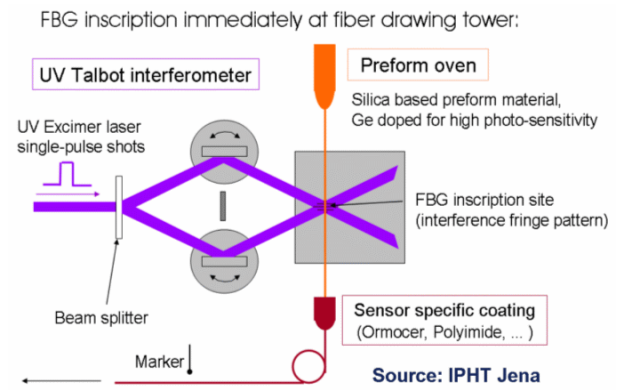 FBG inscription immediately at fiber drawing tower:
UV Talbot interferometer
Preform oven
Silica based preform material,
Ge doped for high photo-sensitivity
UV Excimer laser
single-pulse shots
FBG inscription site
(interference fringe pattern)
Beam splitter
Sensor specific coating
(Ormocer, Polyimide, ... )
Marker
Source: IPHT Jena